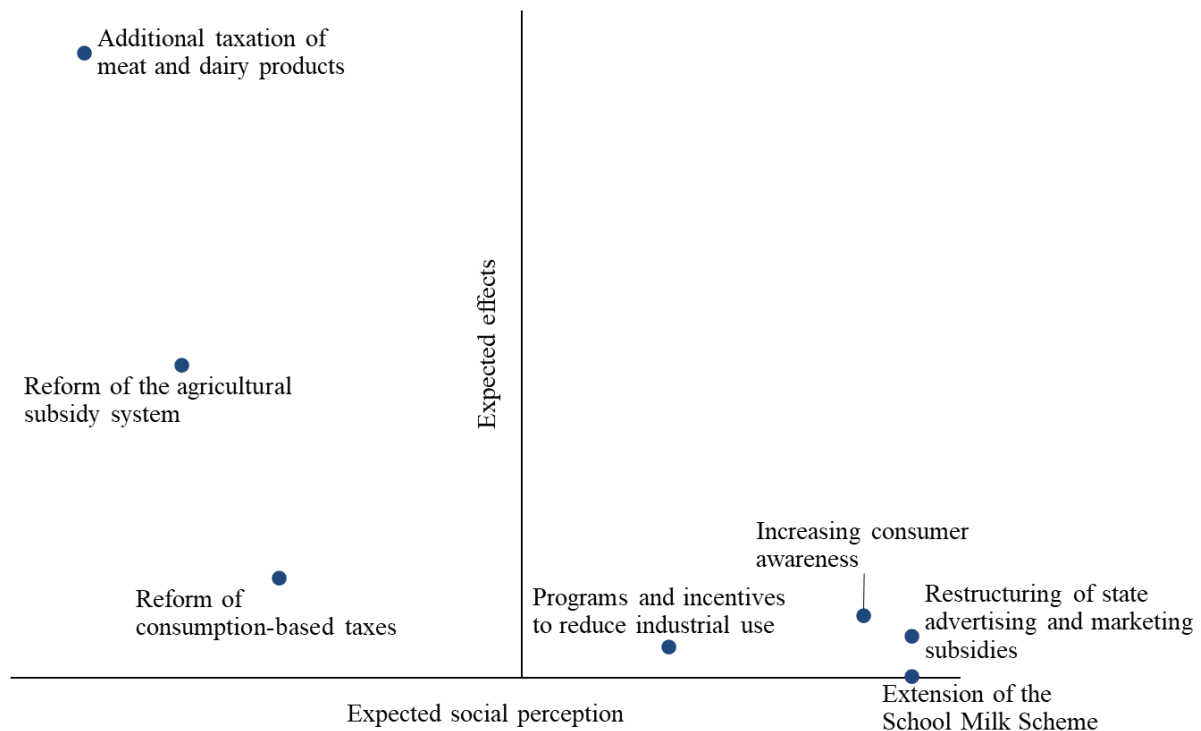 Additional taxation of
meat and dairy products
Expected effects
Reform of the agricultural
subsidy system
Increasing consumer
awareness
Reform of
consumption-based taxes
Programs and incentives
to reduce industrial use
Restructuring of state
advertising and marketing
subsidies
Extension of the
School Milk Scheme
Expected social perception